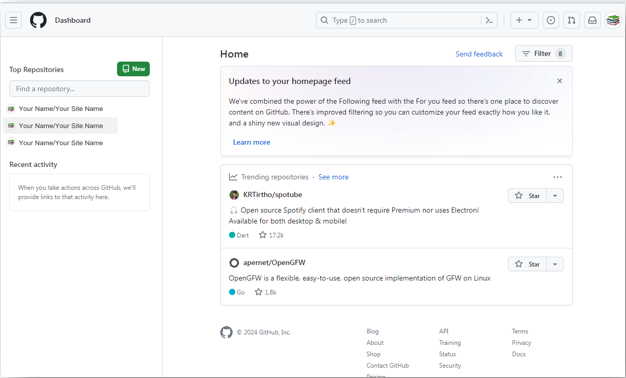 Dashboard
Type / to search
Top Repositories
New
Find a repository...
Your Name/Your Site Name
Your Name/Your Site Name
Your Name/Your Site Name
Recent activity
When you take actions across GitHub, we'll
provide links to that activity here.
Home
Send feedback
Filter 8
Updates to your homepage feed
We've combined the power of the Following feed with the For you feed so there's one place to discover
content on GitHub. There's improved filtering so you can customize your feed exactly how you like it,
and a shiny new visual design. ✨
Learn more
Trending repositories · See more
KRTirtho/spotube
Star
🎧 Open source Spotify client that doesn't require Premium nor uses Electron!
Available for both desktop & mobile!
Dart 17.2k
apernet/OpenGFW
Star
OpenGFW is a flexible, easy-to-use, open source implementation of GFW on Linux
Go 1.8k
© 2024 GitHub, Inc.
Blog
About
Shop
Contact GitHub
Pricing
API
Training
Status
Security
Terms
Privacy
Docs